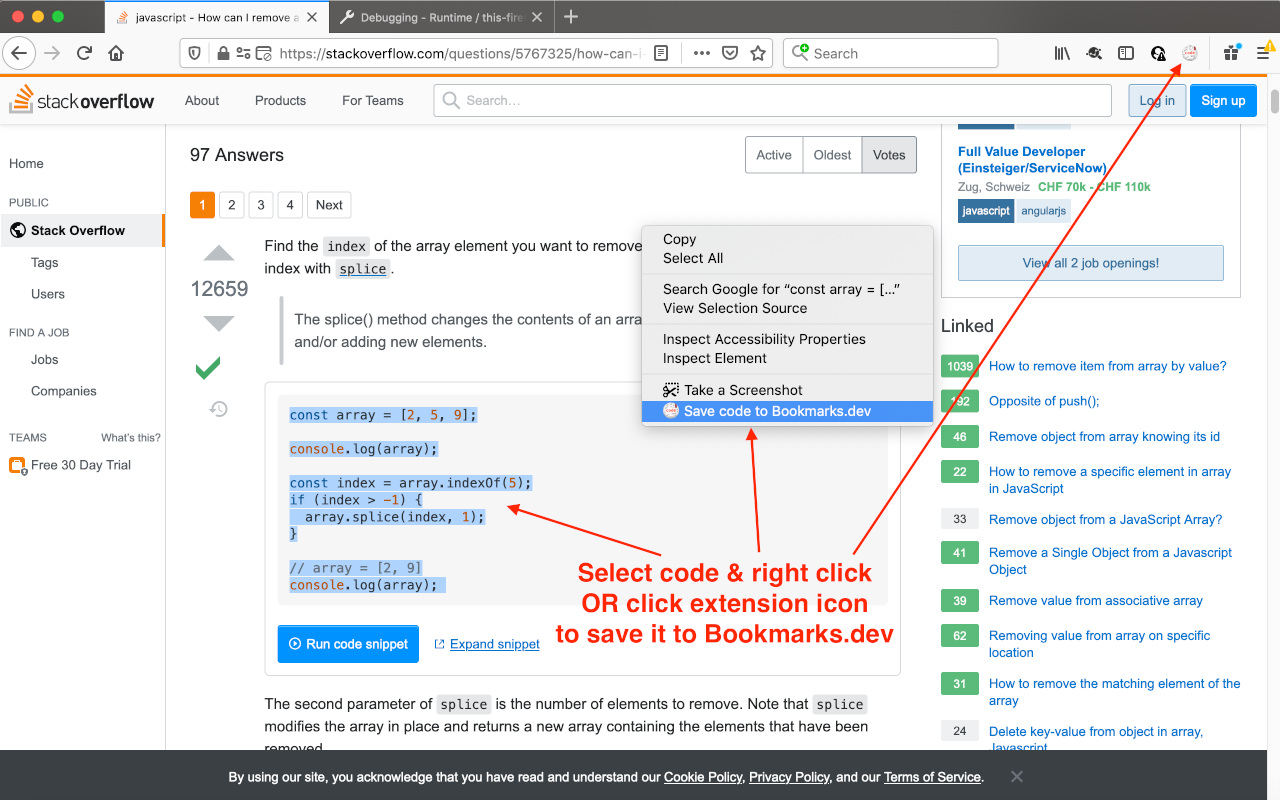 javascript - How can I remove a
Debugging - Runtime / this-fire
https://stackoverflow.com/questions/5767325/how-can-i-
Search
stackoverflow
About
Products
For Teams
Search...
Log in
Sign up
Home
PUBLIC
Stack Overflow
Tags
Users
FIND A JOB
Jobs
Companies
TEAMS
What's this?
Free 30 Day Trial
97 Answers
Active
Oldest
Votes
1
2
3
4
Next
12659
Find the index of the array element you want to remove
index with splice.
The splice() method changes the contents of an arra
and/or adding new elements.
const array = [2, 5, 9];
console.log(array);
const index = array.indexOf(5);
if (index > -1) {
array.splice(index, 1);
}
// array = [2, 9]
console.log(array);
Run code snippet
Expand snippet
The second parameter of splice is the number of elements to remove. Note that splice
modifies the array in place and returns a new array containing the elements that have been
removed
Copy
Select All
Search Google for “const array = [...”
View Selection Source
Inspect Accessibility Properties
Inspect Element
Take a Screenshot
Save code to Bookmarks.dev
Select code & right click
OR click extension icon
to save it to Bookmarks.dev
Full Value Developer
(Einsteiger/ServiceNow)
Zug, Schweiz CHF 70k - CHF 110k
javascript
angularjs
View all 2 job openings!
Linked
1039 How to remove item from array by value?
192 Opposite of push();
46 Remove object from array knowing its id
22 How to remove a specific element in array
in JavaScript
33 Remove object from a JavaScript Array?
41 Remove a Single Object from a Javascript
Object
39 Remove value from associative array
62 Removing value from array on specific
location
31 How to remove the matching element of the
array
24 Delete key-value from object in array,
Javascript
By using our site, you acknowledge that you have read and understand our Cookie Policy, Privacy Policy, and our Terms of Service.